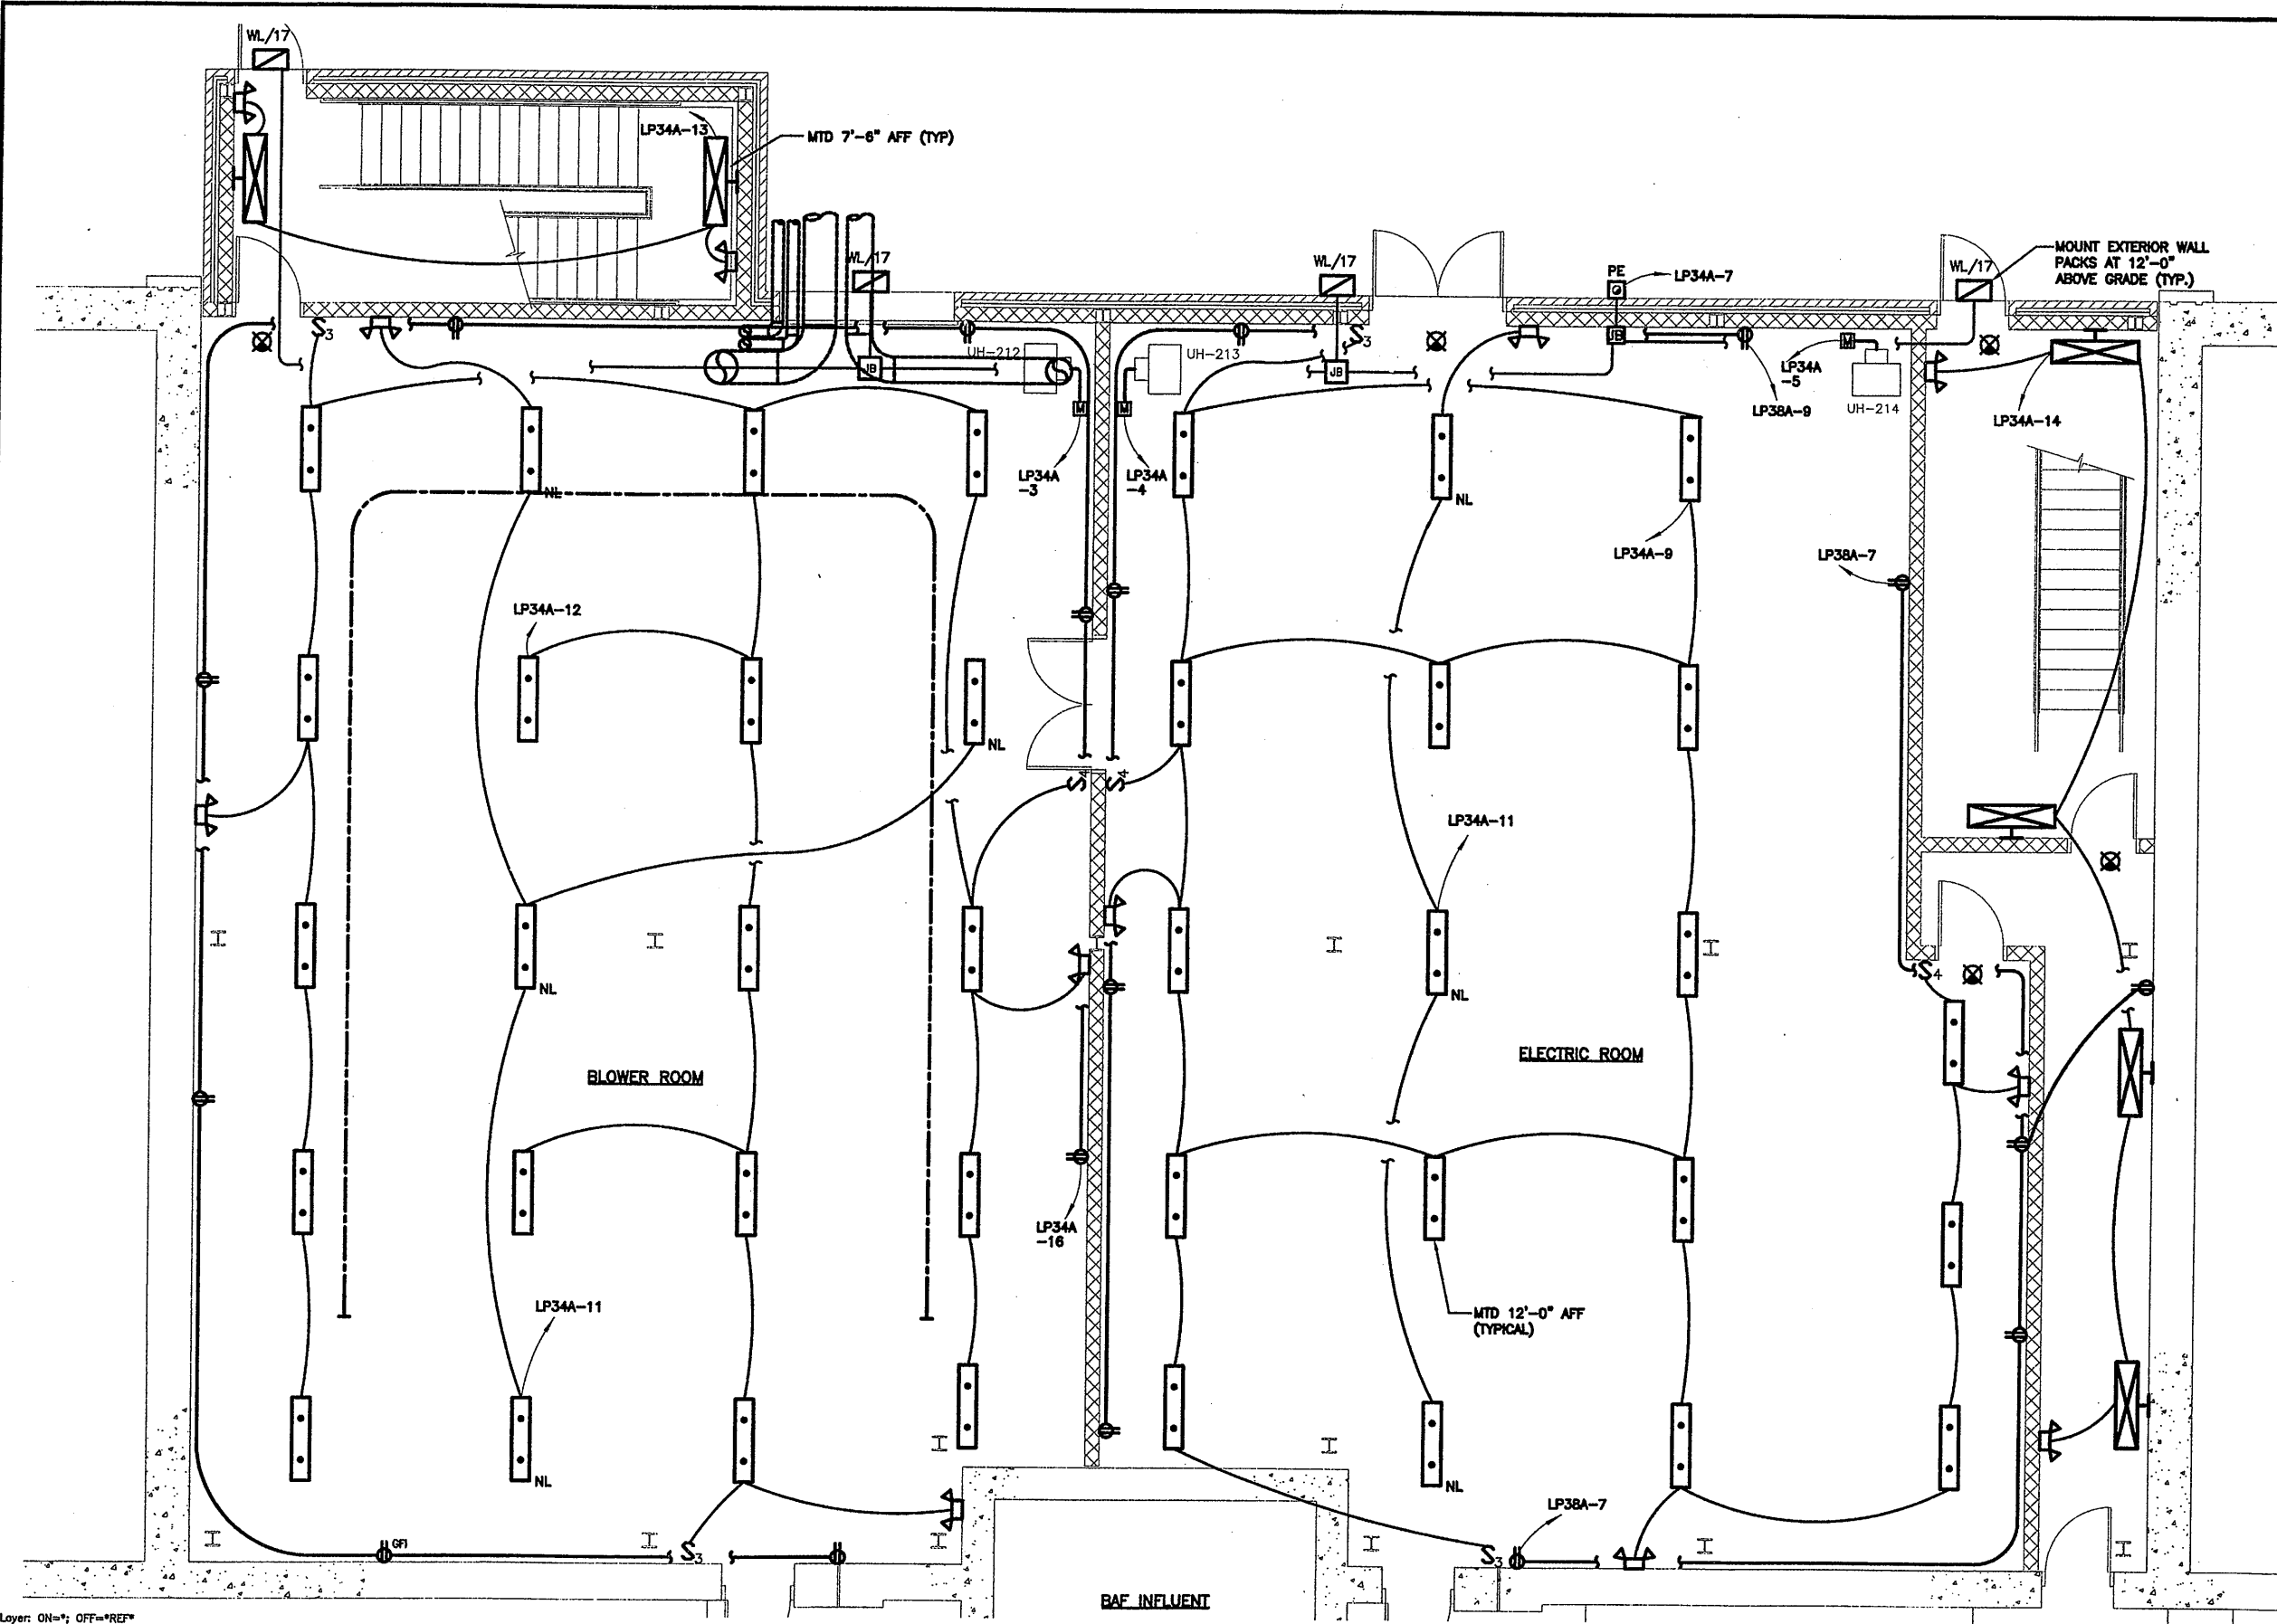 WL/17
LP34A-13
MTD 7'-6" AFF (TYP)
WL/17
WL/17
PE
LP34A-7
WL/17
MOUNT EXTERIOR WALL
PACKS AT 12'-0"
ABOVE GRADE (TYP.)
S3
UH-212
JB
UH-213
JB
S3
JB
M
LP34A
-5
LP38A-9
UH-214
LP34A-14
M
M
LP34A
-3
LP34A
-4
NL
NL
LP34A-9
LP38A-7
LP34A-12
NL
S4
S4
LP34A-11
NL
NL
S4
BLOWER ROOM
ELECTRIC ROOM
LP34A
-16
LP34A-11
MTD 12'-0" AFF
(TYPICAL)
NL
NL
LP38A-7
GFI
S3
S3
BAF INFLUENT
Layer: ON=*; OFF=*REF*